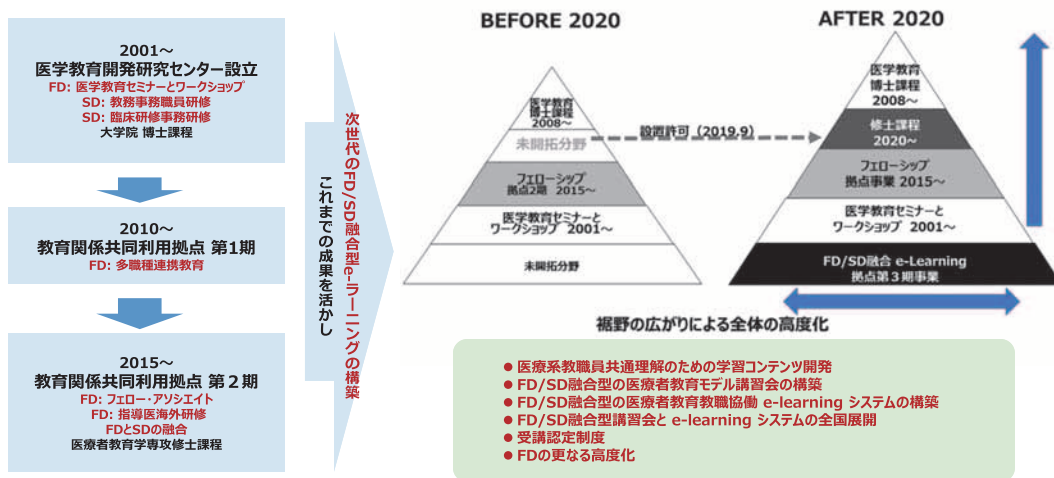 2001～
医学教育開発研究センター設立
FD: 医学教育セミナーとワークショップ
SD: 教務事務職員研修
SD: 臨床研修事務研修
大学院 博士課程
2010～
教育関係共同利用拠点 第1期
FD: 多職種連携教育
2015～
教育関係共同利用拠点 第２期
FD: フェロー・アソシエイト
FD: 指導医海外研修
FDとSDの融合
医療者教育学専攻修士課程
これまでの成果を活かし
次世代のFD/SD融合型e-ラーニングの構築
BEFORE 2020
医学教育
博士課程
2008～
未開拓分野
フェローシップ
拠点2期 2015～
医学教育セミナーと
ワークショップ 2001～
未開拓分野
設置許可（2019.9）
AFTER 2020
医学教育
博士課程
2008～
修士課程
2020～
フェローシップ
拠点事業 2015～
医学教育セミナーと
ワークショップ 2001～
FD/SD融合 e-Learning
拠点第３期事業
裾野の広がりによる全体の高度化
● 医療系教職員共通理解のための学習コンテンツ開発
● FD/SD融合型の医療者教育モデル講習会の構築
● FD/SD融合型の医療者教育教職協働 e-learning システムの構築
● FD/SD融合型講習会と e-learning システムの全国展開
● 受講認定制度
● FDの更なる高度化